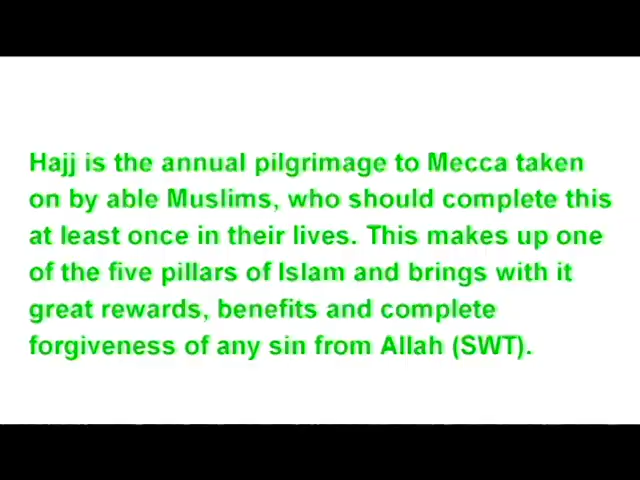 Hajj is the annual pilgrimage to Mecca taken
on by able Muslims, who should complete this
at least once in their lives. This makes up one
of the five pillars of Islam and brings with it
great rewards, benefits and complete
forgiveness of any sin from Allah (SWT).